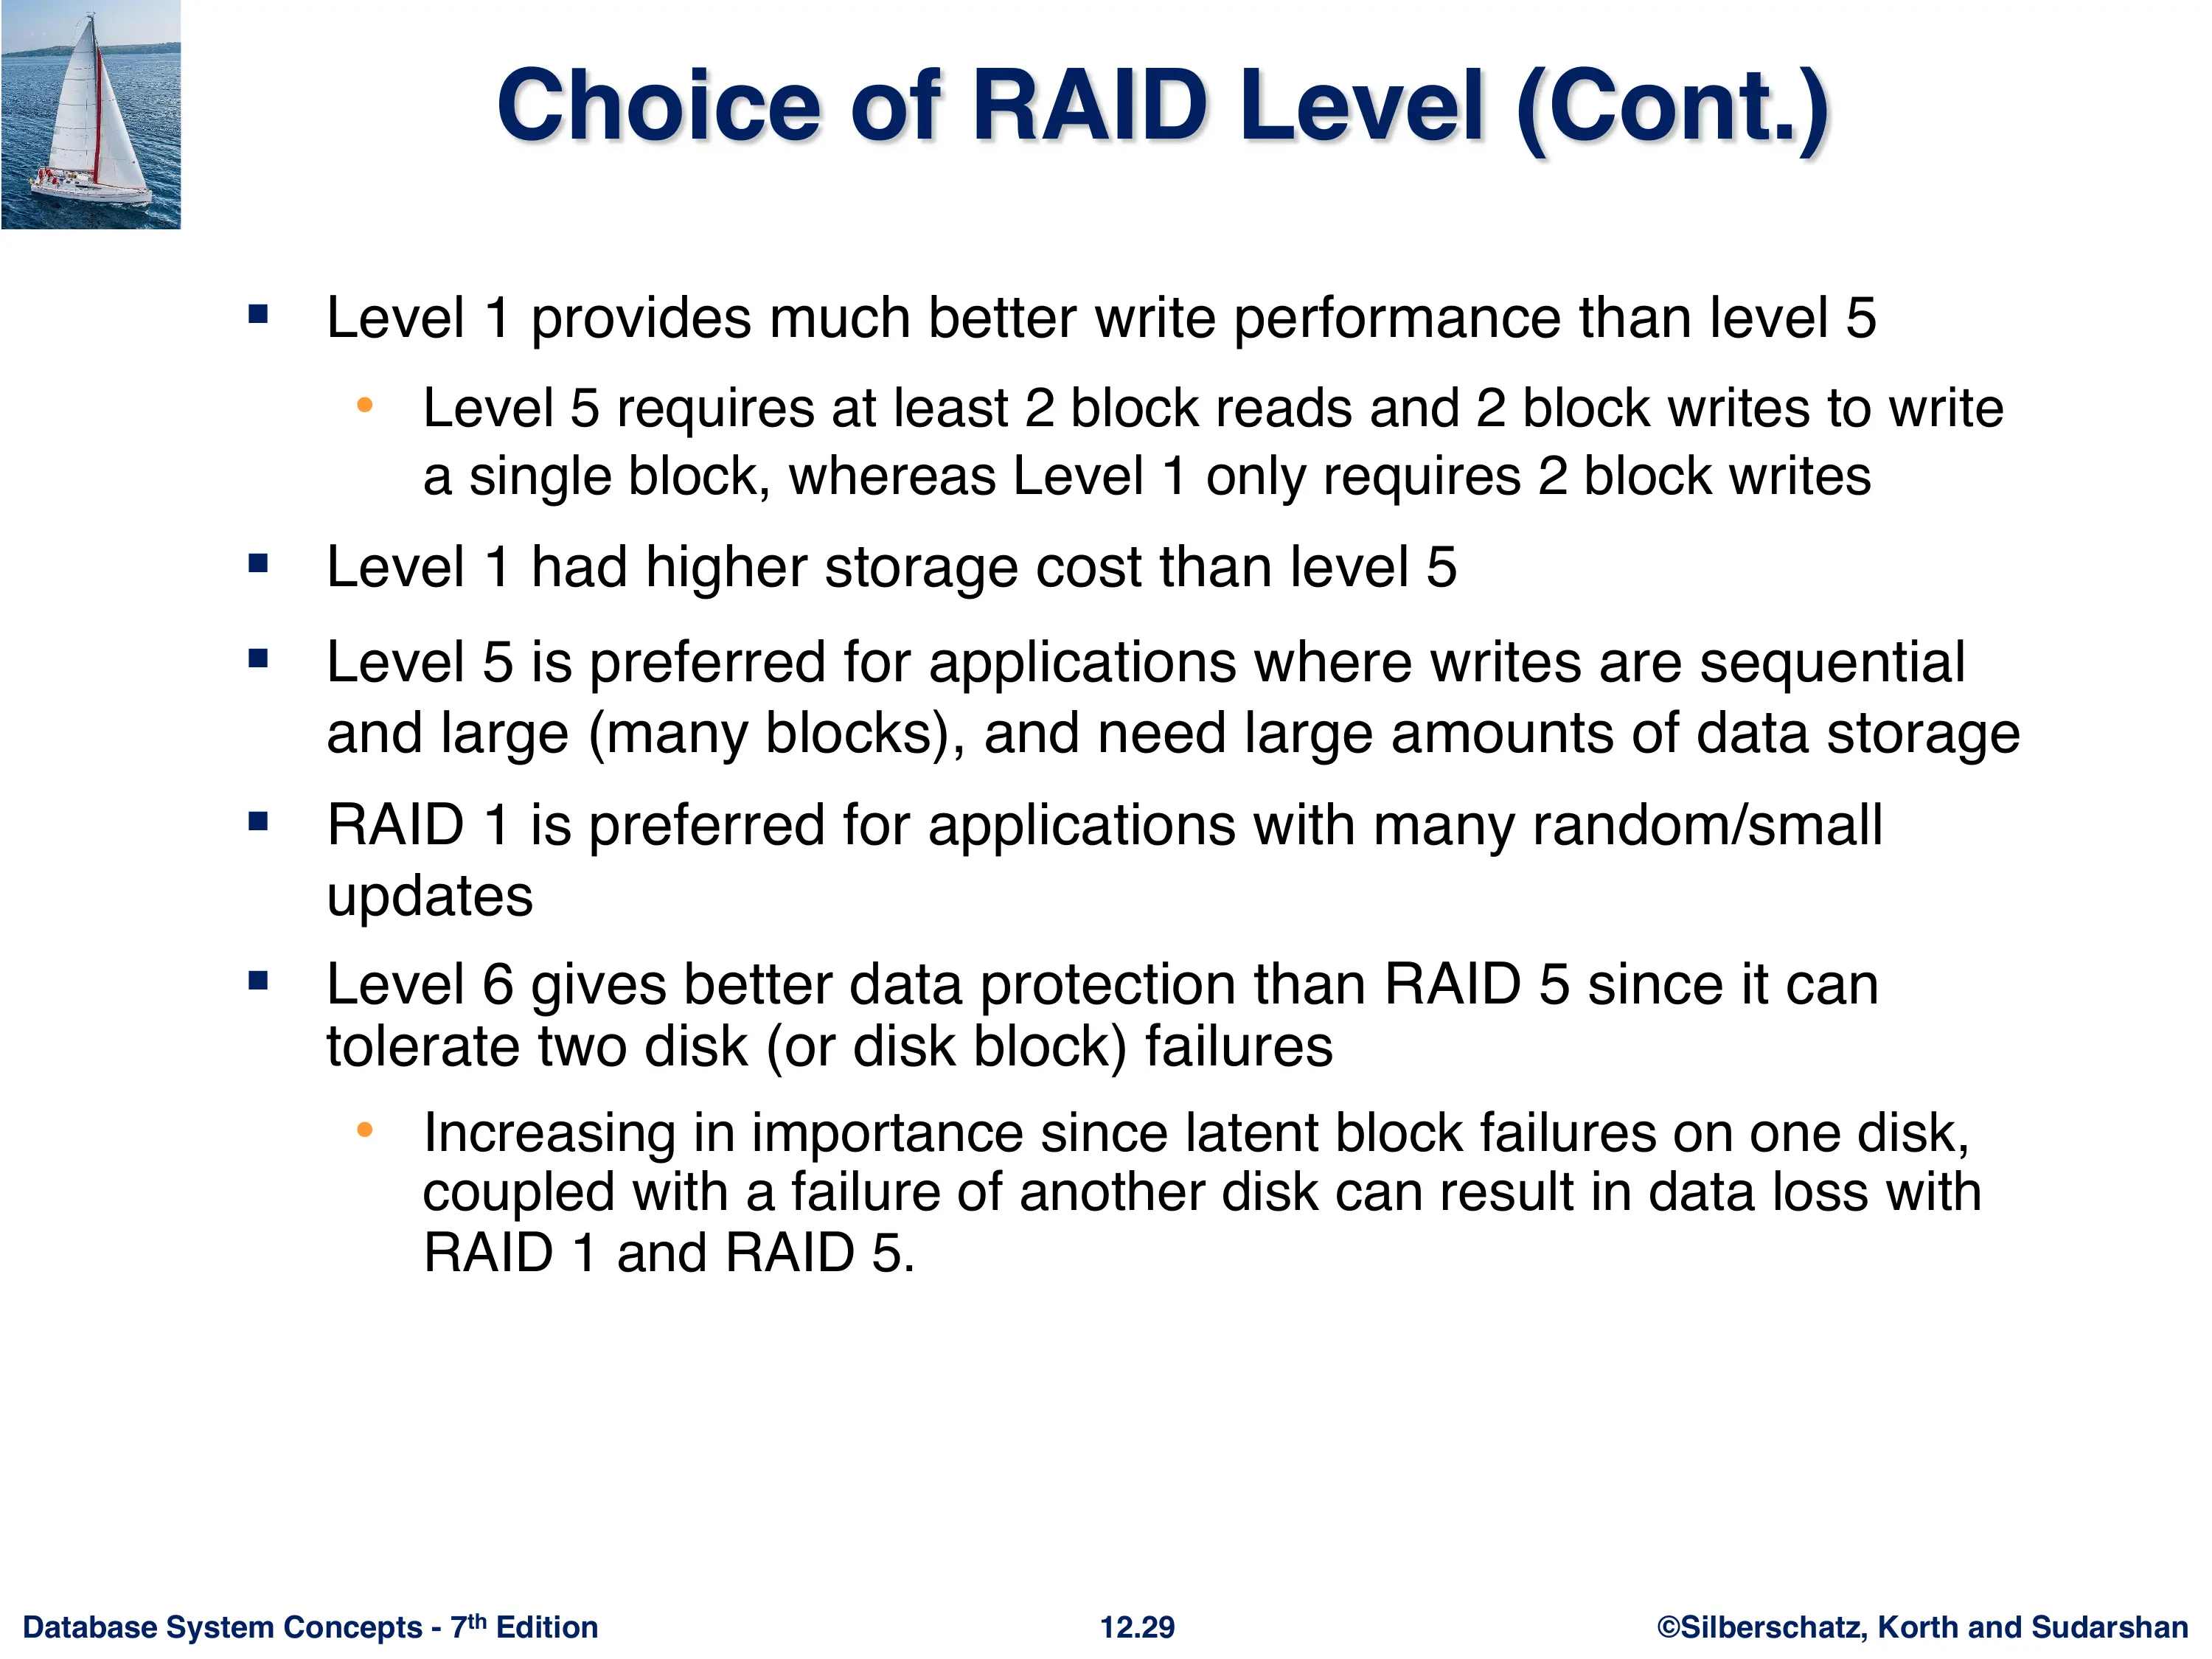 Choice of RAID Level (Cont.)
▪ Level 1 provides much better write performance than level 5
• Level 5 requires at least 2 block reads and 2 block writes to write
a single block, whereas Level 1 only requires 2 block writes
▪ Level 1 had higher storage cost than level 5
▪ Level 5 is preferred for applications where writes are sequential
and large (many blocks), and need large amounts of data storage
▪ RAID 1 is preferred for applications with many random/small
updates
▪ Level 6 gives better data protection than RAID 5 since it can
tolerate two disk (or disk block) failures
• Increasing in importance since latent block failures on one disk,
coupled with a failure of another disk can result in data loss with
RAID 1 and RAID 5.
Database System Concepts - 7th Edition
12.29
©Silberschatz, Korth and Sudarshan